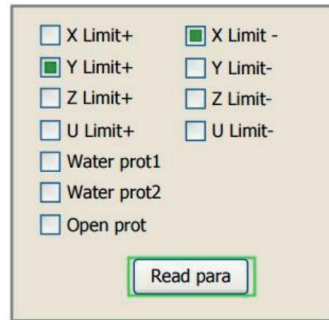 X Limit+ X Limit -
Y Limit+ Y Limit-
Z Limit+ Z Limit-
U Limit+ U Limit-
Water prot1
Water prot2
Open prot
Read para